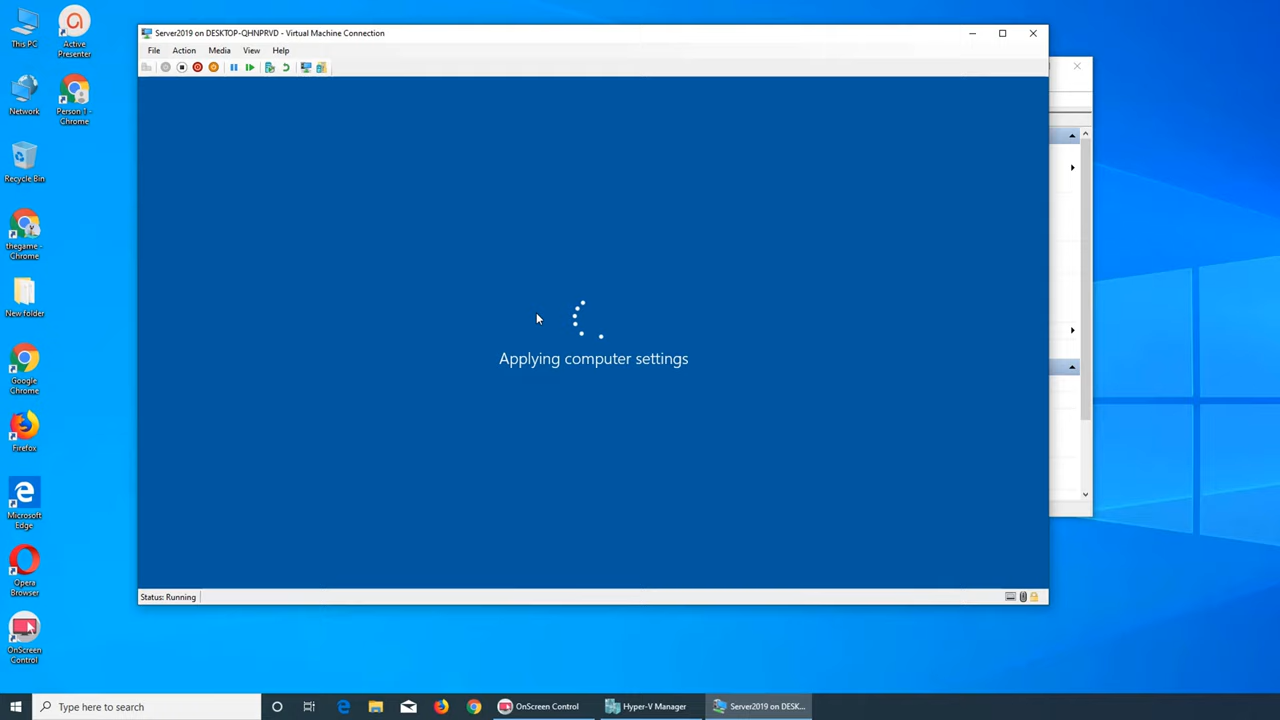 Server2019 on DESKTOP-QHNPRVD - Virtual Machine Connection
File Action Media View Help
This PC
Active
Presenter
Network
Person 1 -
Chrome
Recycle Bin
thegame -
Chrome
New folder
Google
Chrome
Firefox
Microsoft
Edge
Opera
Browser
OnScreen
Control
Applying computer settings
Status: Running
Type here to search
OnScreen Control
Hyper-V Manager
Server2019 on DESK...